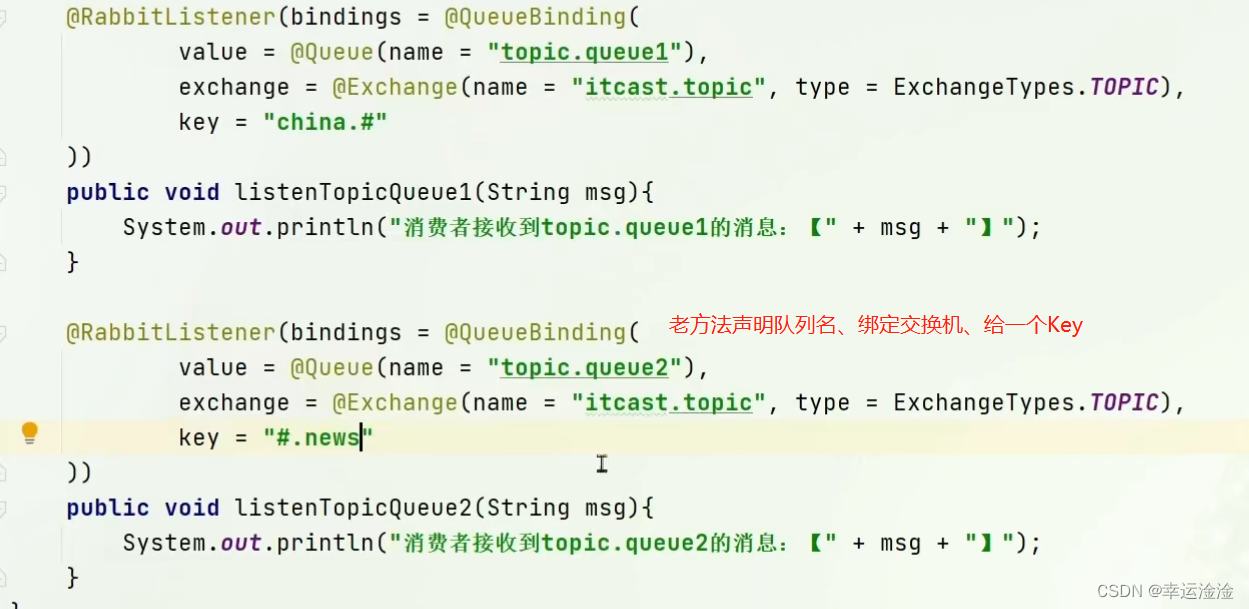 @RabbitListener(bindings = @QueueBinding(
value = @Queue(name = "topic.queue1"),
exchange = @Exchange(name = "itcast.topic", type = ExchangeTypes.TOPIC),
key = "china.#"
))
public void listenTopicQueue1(String msg){
System.out.println("消费者接收到topic.queue1的消息：【" + msg + "】");
}
@RabbitListener(bindings = @QueueBinding(
老方法声明队列名、绑定交换机、给一个Key
value = @Queue(name = "topic.queue2"),
exchange = @Exchange(name = "itcast.topic", type = ExchangeTypes.TOPIC),
key = "#.news"
))
public void listenTopicQueue2(String msg){
System.out.println("消费者接收到topic.queue2的消息：【" + msg + "】");
}
CSDN @幸运淦淦